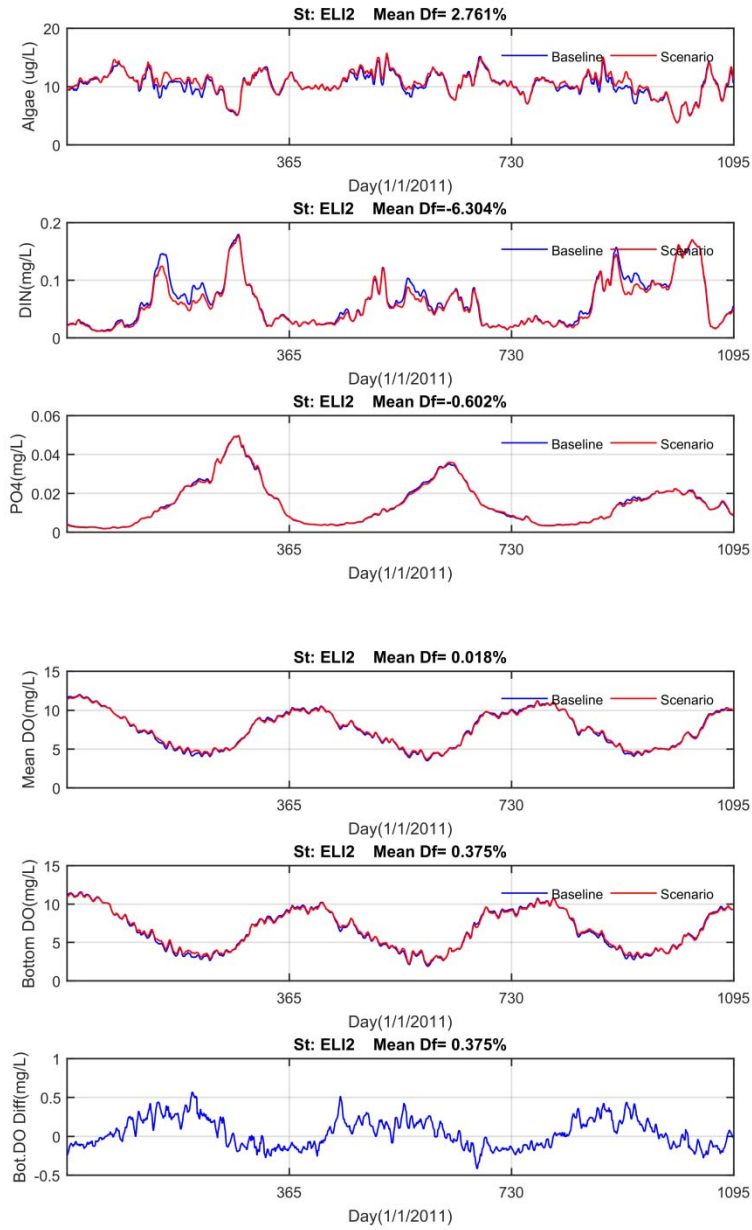 St: ELI2 Mean Df= 2.761%
20
10
0
Algae (ug/L)
Baseline Scenario
365 730 1095
Day(1/1/2011)
St: ELI2 Mean Df=-6.304%
0.2
0.1
0
DIN(mg/L)
Baseline Scenario
365 730 1095
Day(1/1/2011)
St: ELI2 Mean Df=-0.602%
0.06
0.04
0.02
0
PO4(mg/L)
Baseline Scenario
365 730 1095
Day(1/1/2011)
St: ELI2 Mean Df= 0.018%
15
10
5
0
Mean DO(mg/L)
Baseline Scenario
365 730 1095
Day(1/1/2011)
St: ELI2 Mean Df= 0.375%
15
10
5
0
Bottom DO(mg/L)
Baseline Scenario
365 730 1095
Day(1/1/2011)
St: ELI2 Mean Df= 0.375%
1
0.5
0
-0.5
Bot.DO Diff(mg/L)
365 730 1095
Day(1/1/2011)